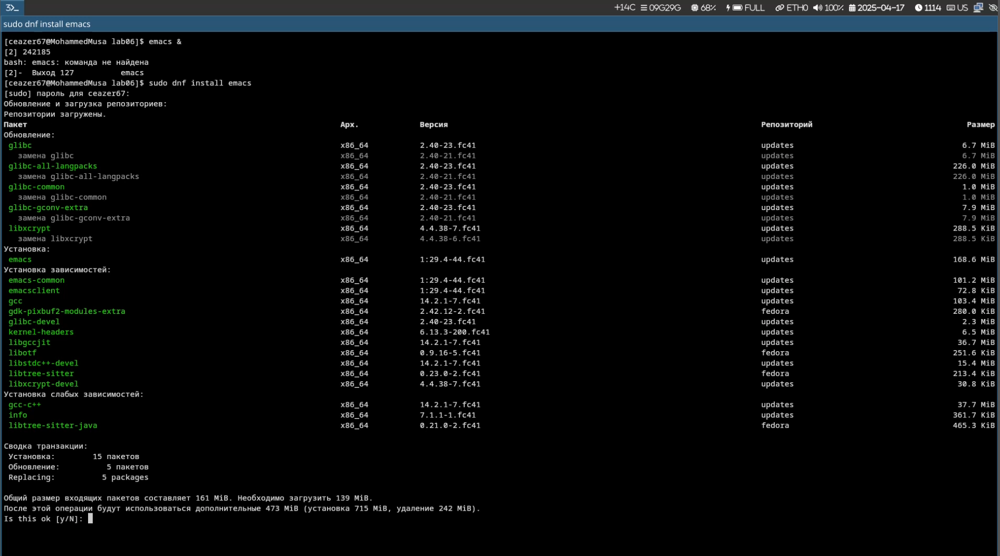 3>_ +14C 09G29G 68% FULL ETH0 100% 2025-04-17 1114 US
sudo dnf install emacs
[ceazer67@MohammedMusa lab06]$ emacs &
[2] 242185
bash: emacs: команда не найдена
[2]-  Выход 127          emacs
[ceazer67@MohammedMusa lab06]$ sudo dnf install emacs
[sudo] пароль для ceazer67:
Обновление и загрузка репозиториев:
Репозитории загружены.
Пакет Арх. Версия Репозиторий Размер
Обновление:
glibc x86_64 2.40-23.fc41 updates 6.7 MiB
замена glibc x86_64 2.40-21.fc41 updates 6.7 MiB
glibc-all-langpacks x86_64 2.40-23.fc41 updates 226.0 MiB
замена glibc-all-langpacks x86_64 2.40-21.fc41 updates 226.0 MiB
glibc-common x86_64 2.40-23.fc41 updates 1.0 MiB
замена glibc-common x86_64 2.40-21.fc41 updates 1.0 MiB
glibc-gconv-extra x86_64 2.40-23.fc41 updates 7.9 MiB
замена glibc-gconv-extra x86_64 2.40-21.fc41 updates 7.9 MiB
libxcrypt x86_64 4.4.38-7.fc41 updates 288.5 KiB
замена libxcrypt x86_64 4.4.38-6.fc41 updates 288.5 KiB
Установка:
emacs x86_64 1:29.4-44.fc41 updates 168.6 MiB
Установка зависимостей:
emacs-common x86_64 1:29.4-44.fc41 updates 101.2 MiB
emacsclient x86_64 1:29.4-44.fc41 updates 72.8 KiB
gcc x86_64 14.2.1-7.fc41 updates 103.4 MiB
gdk-pixbuf2-modules-extra x86_64 2.42.12-2.fc41 fedora 280.0 KiB
glibc-devel x86_64 2.40-23.fc41 updates 2.3 MiB
kernel-headers x86_64 6.13.3-200.fc41 updates 6.5 MiB
libgccjit x86_64 14.2.1-7.fc41 updates 36.7 MiB
libotf x86_64 0.9.16-5.fc41 fedora 251.6 KiB
libstdc++-devel x86_64 14.2.1-7.fc41 updates 15.4 MiB
libtree-sitter x86_64 0.23.0-2.fc41 fedora 213.4 KiB
libxcrypt-devel x86_64 4.4.38-7.fc41 updates 30.8 KiB
Установка слабых зависимостей:
gcc-c++ x86_64 14.2.1-7.fc41 updates 37.7 MiB
info x86_64 7.1.1-1.fc41 updates 361.7 KiB
libtree-sitter-java x86_64 0.21.0-2.fc41 fedora 465.3 KiB
Сводка транзакции:
Установка: 15 пакетов
Обновление: 5 пакетов
Replacing: 5 packages
Общий размер входящих пакетов составляет 161 MiB. Необходимо загрузить 139 MiB.
После этой операции будут использоваться дополнительные 473 MiB (установка 715 MiB, удаление 242 MiB).
Is this ok [y/N]: